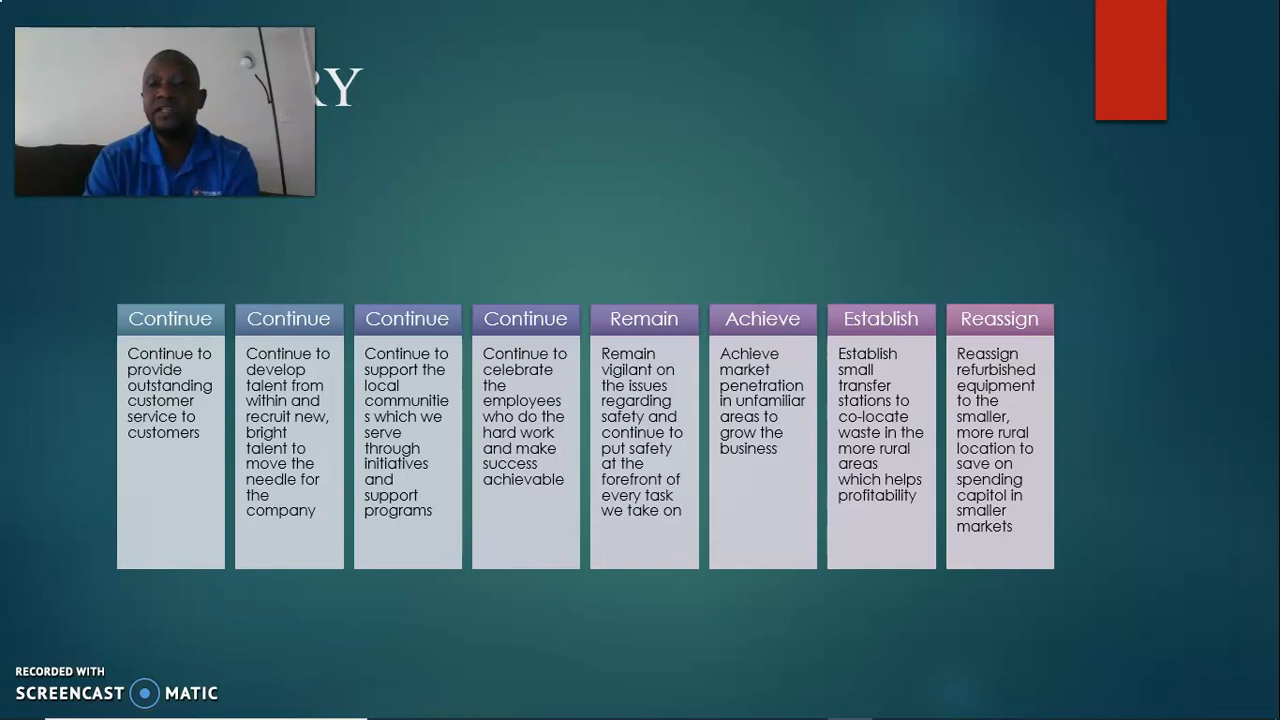 RY
Continue
Continue to
provide
outstanding
customer
service to
customers
Continue
Continue to
develop
talent from
within and
recruit new,
bright
talent to
move the
needle for
the
company
Continue
Continue to
support the
local
communitie
s which we
serve
through
initiatives
and
support
programs
Continue
Continue to
celebrate
the
employees
who do the
hard work
and make
success
achievable
Remain
Remain
vigilant on
the issues
regarding
safety and
continue to
put safety
at the
forefront of
every task
we take on
Achieve
Achieve
market
penetration
in unfamiliar
areas to
grow the
business
Establish
Establish
small
transfer
stations to
co-locate
waste in the
more rural
areas
which helps
profitability
Reassign
Reassign
refurbished
equipment
to the
smaller,
more rural
location to
save on
spending
capitol in
smaller
markets
RECORDED WITH
SCREENCAST MATIC